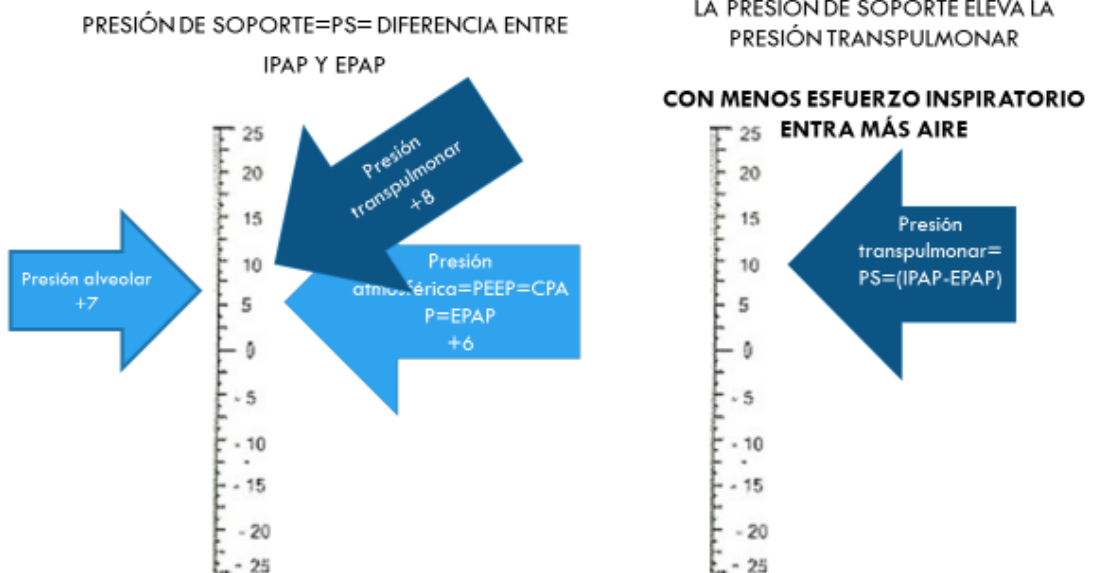 PRESIÓN DE SOPORTE=PS= DIFERENCIA ENTRE
IPAP Y EPAP
25
20
15
10
5
0
- 5
- 10
- 15
- 20
- 25
Presión alveolar
+7
Presión
transpulmonar
+8
Presión
atmosférica=PEEP=CPA
P=EPAP
+6
LA PRESIÓN DE SOPORTE ELEVA LA
PRESIÓN TRANSPULMONAR
CON MENOS ESFUERZO INSPIRATORIO
ENTRA MÁS AIRE
25
20
15
10
5
0
- 5
- 10
- 15
- 20
- 25
Presión
transpulmonar=
PS=(IPAP-EPAP)